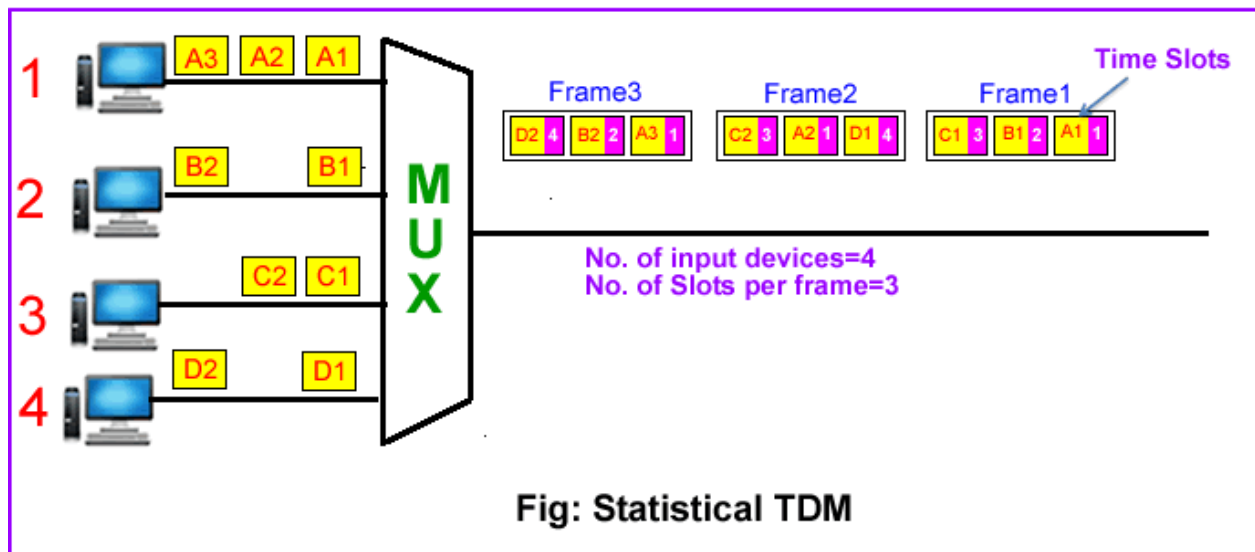 1 A3 A2 A1
2 B2 B1
3 C2 C1
4 D2 D1
MUX
Time Slots
Frame3 Frame2 Frame1
D2 4 B2 2 A3 1 C2 3 A2 1 D1 4 C1 3 B1 2 A1 1
No. of input devices=4
No. of Slots per frame=3
Fig: Statistical TDM